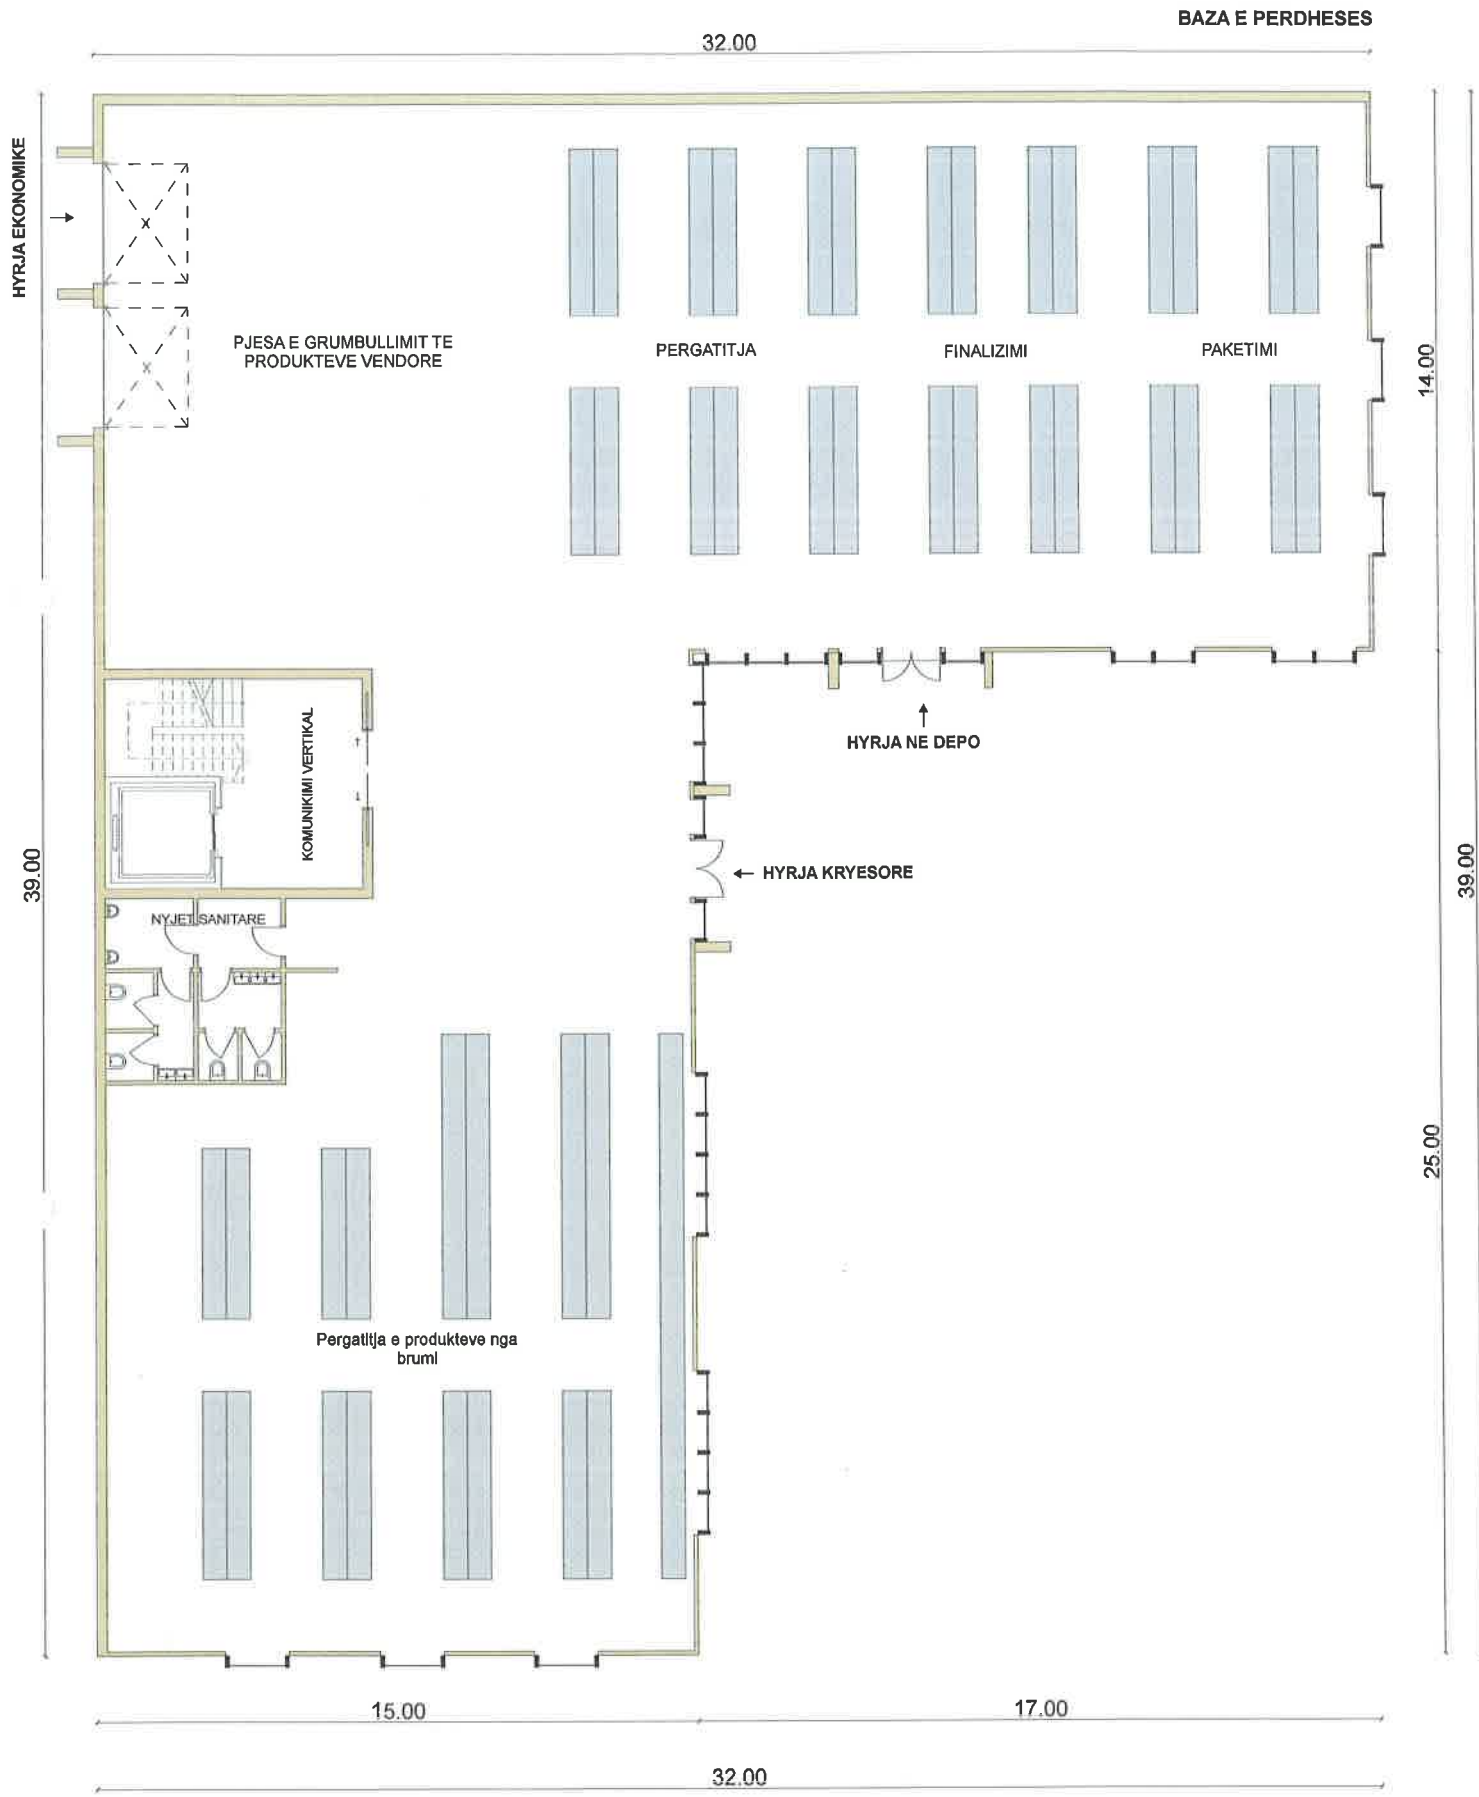 BAZA E PERDHESES
32.00
HYRJA EKONOMIKE
PJESA E GRUMBULLIMIT TE
PRODUKTEVE VENDORE
PERGATITJA
FINALIZIMI
PAKETIMI
14.00
KOMUNIKIMI VERTIKAL
HYRJA NE DEPO
HYRJA KRYESORE
39.00
39.00
NYJET SANITARE
25.00
Pergatitja e produkteve nga
brumi
15.00
17.00
32.00